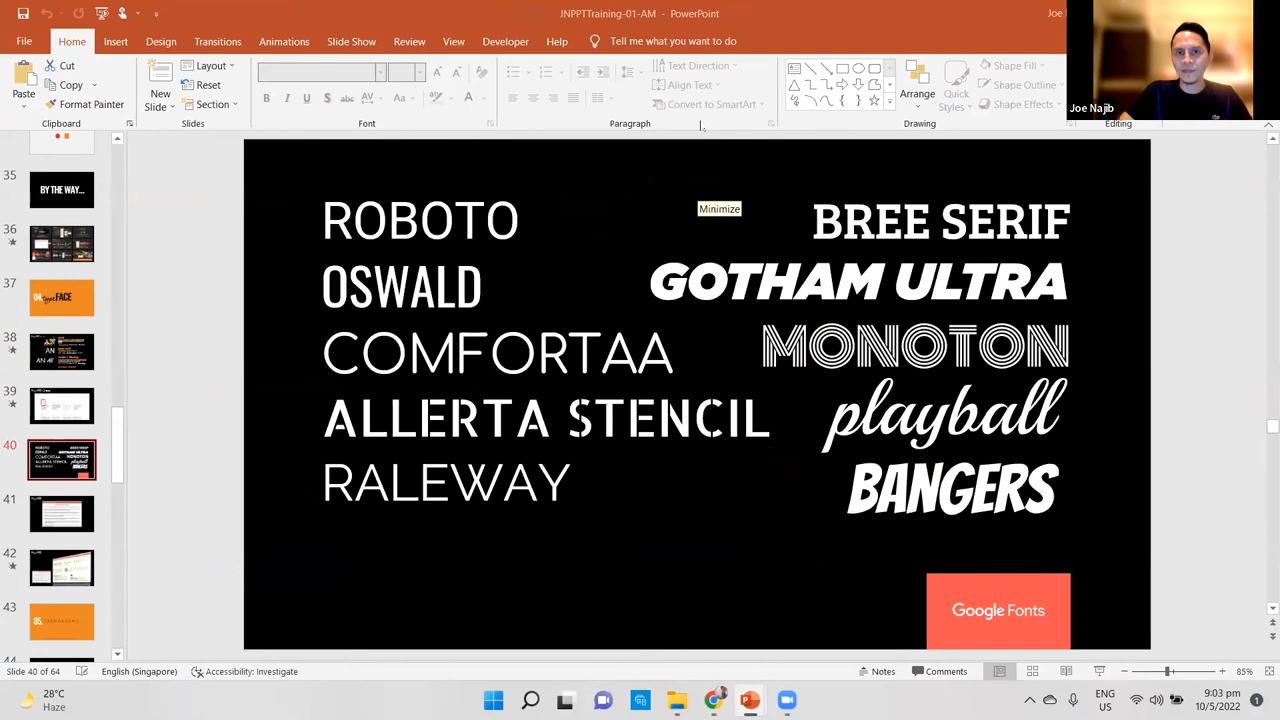 JNPPTTraining-01-AM - PowerPoint
Joe
File Home Insert Design Transitions Animations Slide Show Review View Developer Help Tell me what you want to do
Paste
Cut
Copy
Format Painter
Clipboard
New Slide
Layout
Reset
Section
Slides
Font
Text Direction
Align Text
Convert to SmartArt
Paragraph
Arrange
Quick Styles
Shape Fill
Shape Outline
Shape Effects
Drawing
Editing
Joe Najib
35
BY THE WAY...
36
37
04. typeFACE
38
39
40
41
42
43
44
Minimize
ROBOTO
OSWALD
COMFORTAA
ALLERTA STENCIL
RALEWAY
BREE SERIF
GOTHAM ULTRA
MONOTON
playball
BANGERS
Google Fonts
Slide 40 of 64 English (Singapore) Accessibility: Investigate Notes Comments 85%
28°C
Haze
ENG
US
9:03 pm
10/5/2022
1